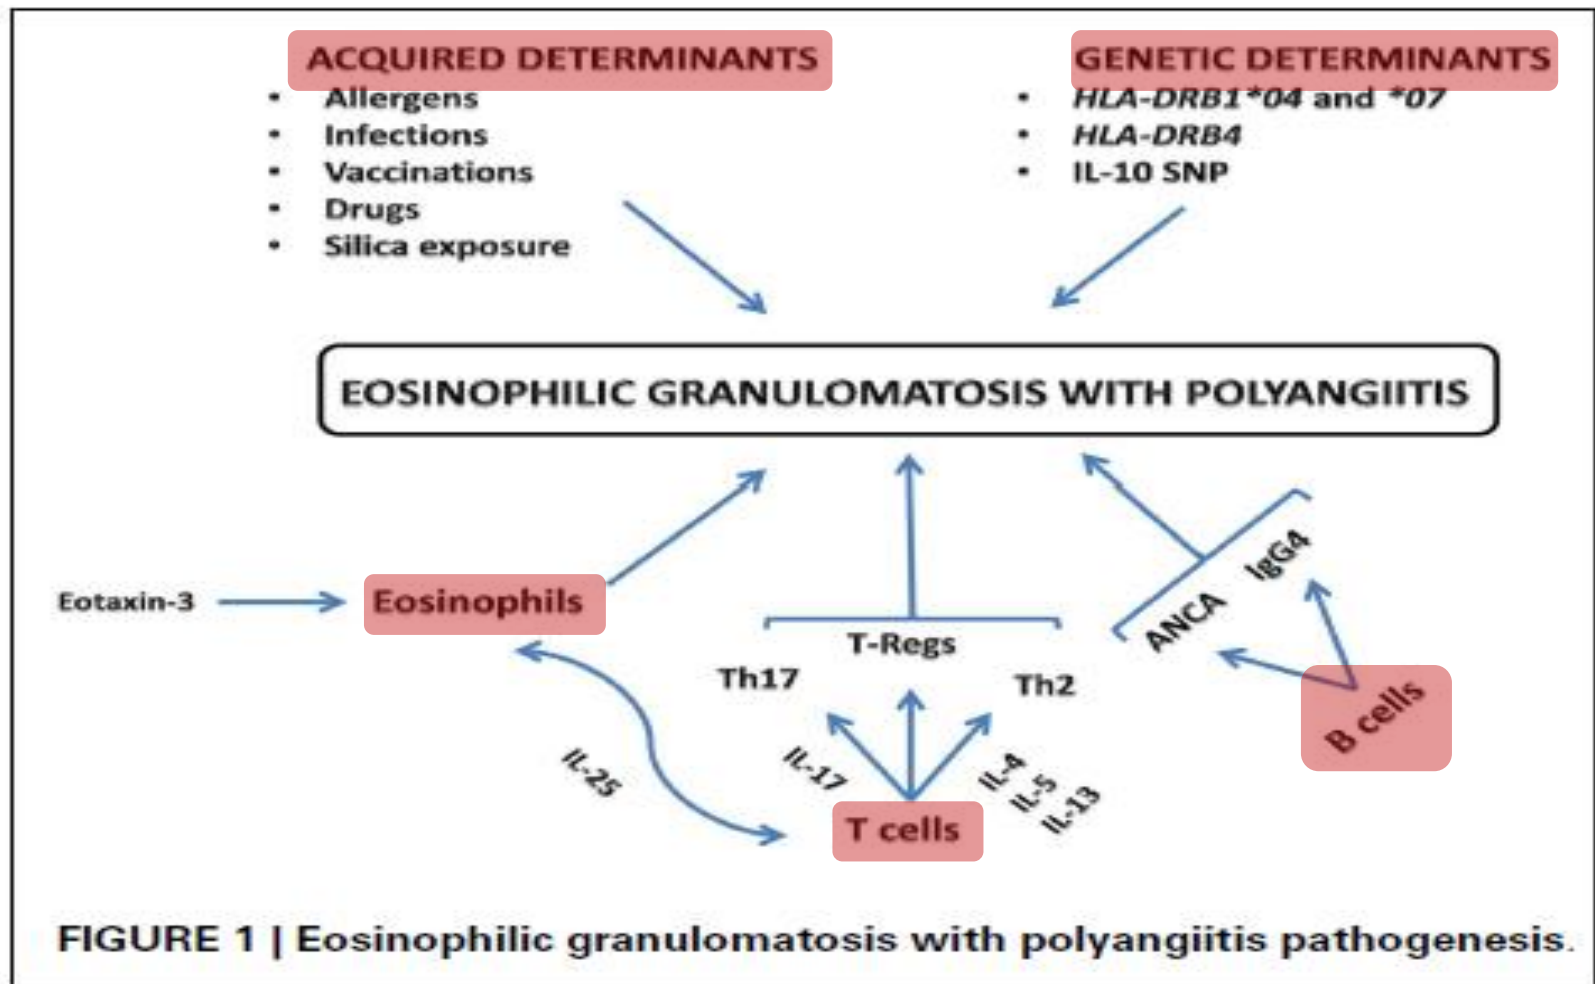 ACQUIRED DETERMINANTS
• Allergens
• Infections
• Vaccinations
• Drugs
• Silica exposure
GENETIC DETERMINANTS
• HLA-DRB1*04 and *07
• HLA-DRB4
• IL-10 SNP
EOSINOPHILIC GRANULOMATOSIS WITH POLYANGIITIS
Eotaxin-3
Eosinophils
IL-25
T-Regs
Th17
Th2
IL-17
IL-4
IL-5
IL-13
T cells
ANCA
IgG4
B cells
FIGURE 1 | Eosinophilic granulomatosis with polyangiitis pathogenesis.